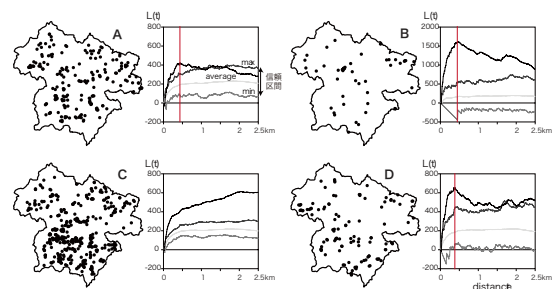 A
L(t)
800
600
400
200
0
-200
0
1
2
2.5km
max
average
min
信頼
区間
B
L(t)
2000
1500
1000
500
0
-500
0
1
2
2.5km
C
L(t)
800
600
400
200
0
-200
0
1
2
2.5km
D
L(t)
800
600
400
200
0
-200
0
1
2
2.5km
distance